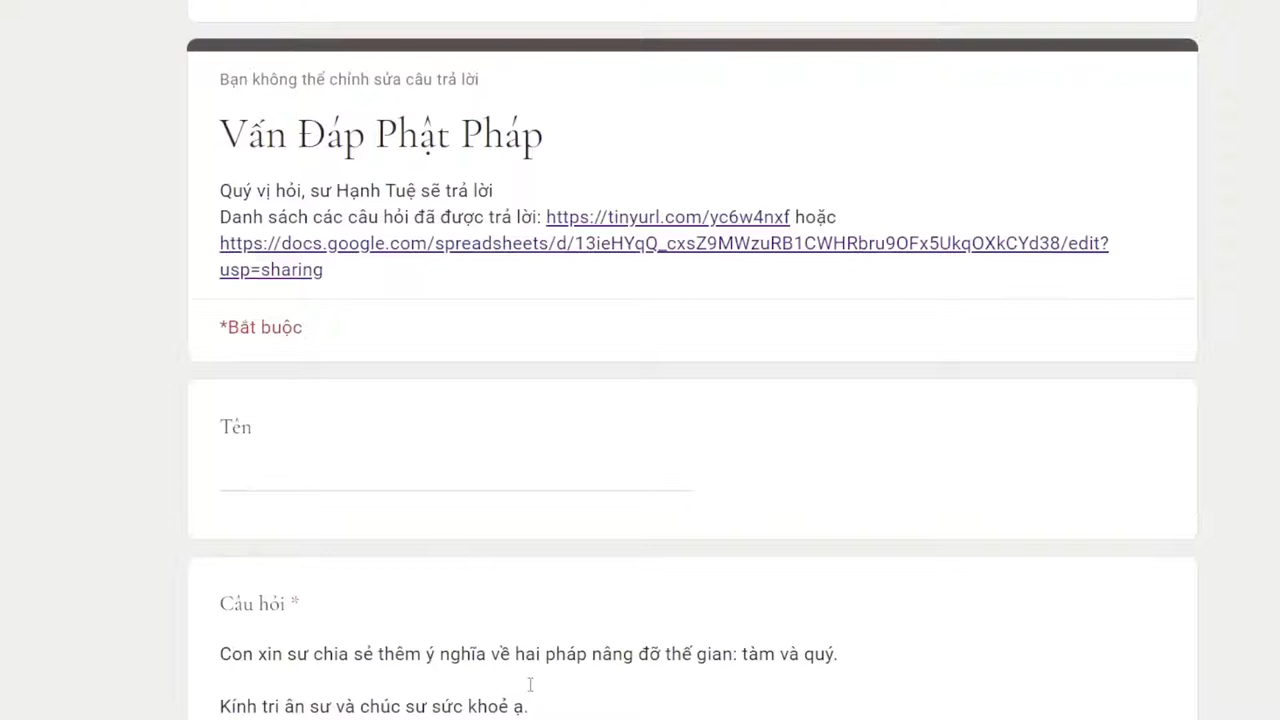 Bạn không thể chỉnh sửa câu trả lời
Vấn Đáp Phật Pháp
Quý vị hỏi, sư Hạnh Tuệ sẽ trả lời
Danh sách các câu hỏi đã được trả lời: https://tinyurl.com/yc6w4nxf hoặc
https://docs.google.com/spreadsheets/d/13ieHYqQ_cxsZ9MWzuRB1CWHRbru9OFx5UkqOXkCYd38/edit?
usp=sharing
*Bắt buộc
Tên
Câu hỏi *
Con xin sư chia sẻ thêm ý nghĩa về hai pháp nâng đỡ thế gian: tàm và quý.
Kính tri ân sư và chúc sư sức khoẻ ạ.